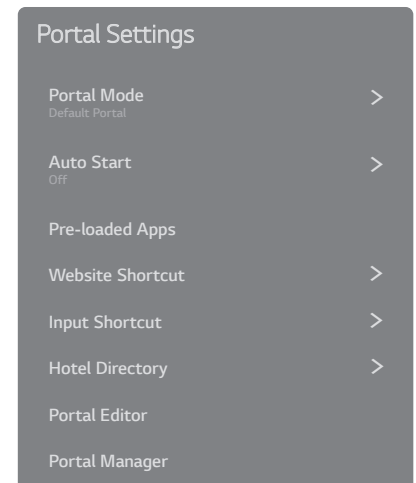 Portal Settings
Portal Mode
Default Portal
Auto Start
Off
Pre-loaded Apps
Website Shortcut
Input Shortcut
Hotel Directory
Portal Editor
Portal Manager